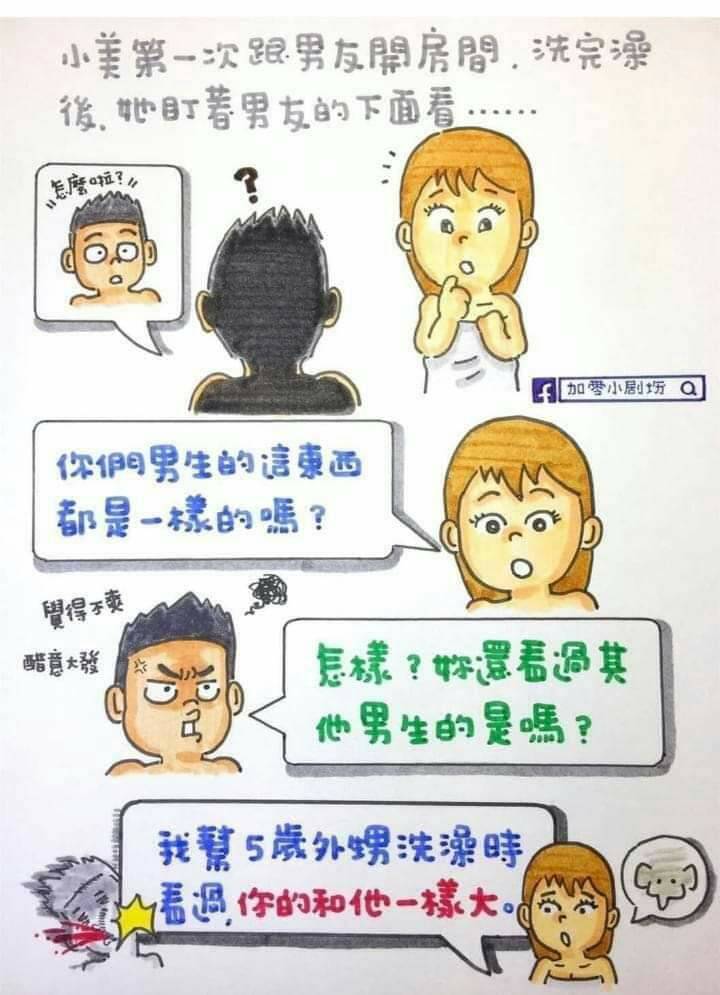 小美第一次跟男友開房間,洗完澡
後,她盯著男友的下面看……
"怎麼啦?"
?
加零小剧坊
你們男生的這東西
都是一樣的嗎?
覺得不爽
醋意大發
怎樣?妳還看過其
他男生的是嗎?
我幫5歲外甥洗澡時
看過,你的和他一樣大。